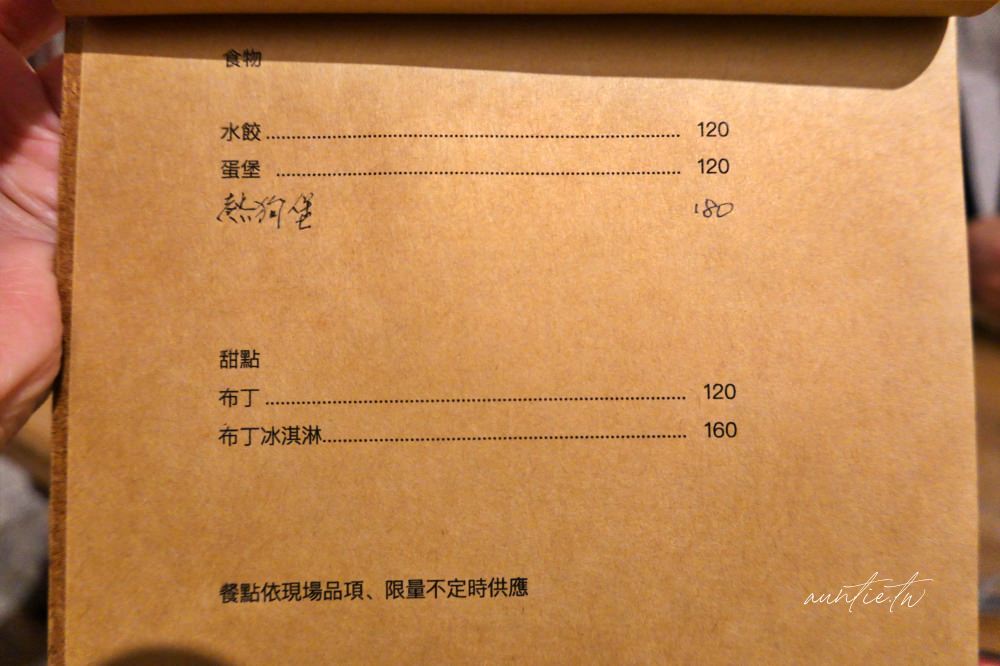 食物
水餃 120
蛋堡 120
熱狗堡 180
甜點
布丁 120
布丁冰淇淋 160
餐點依現場品項、限量不定時供應
auntie.tw